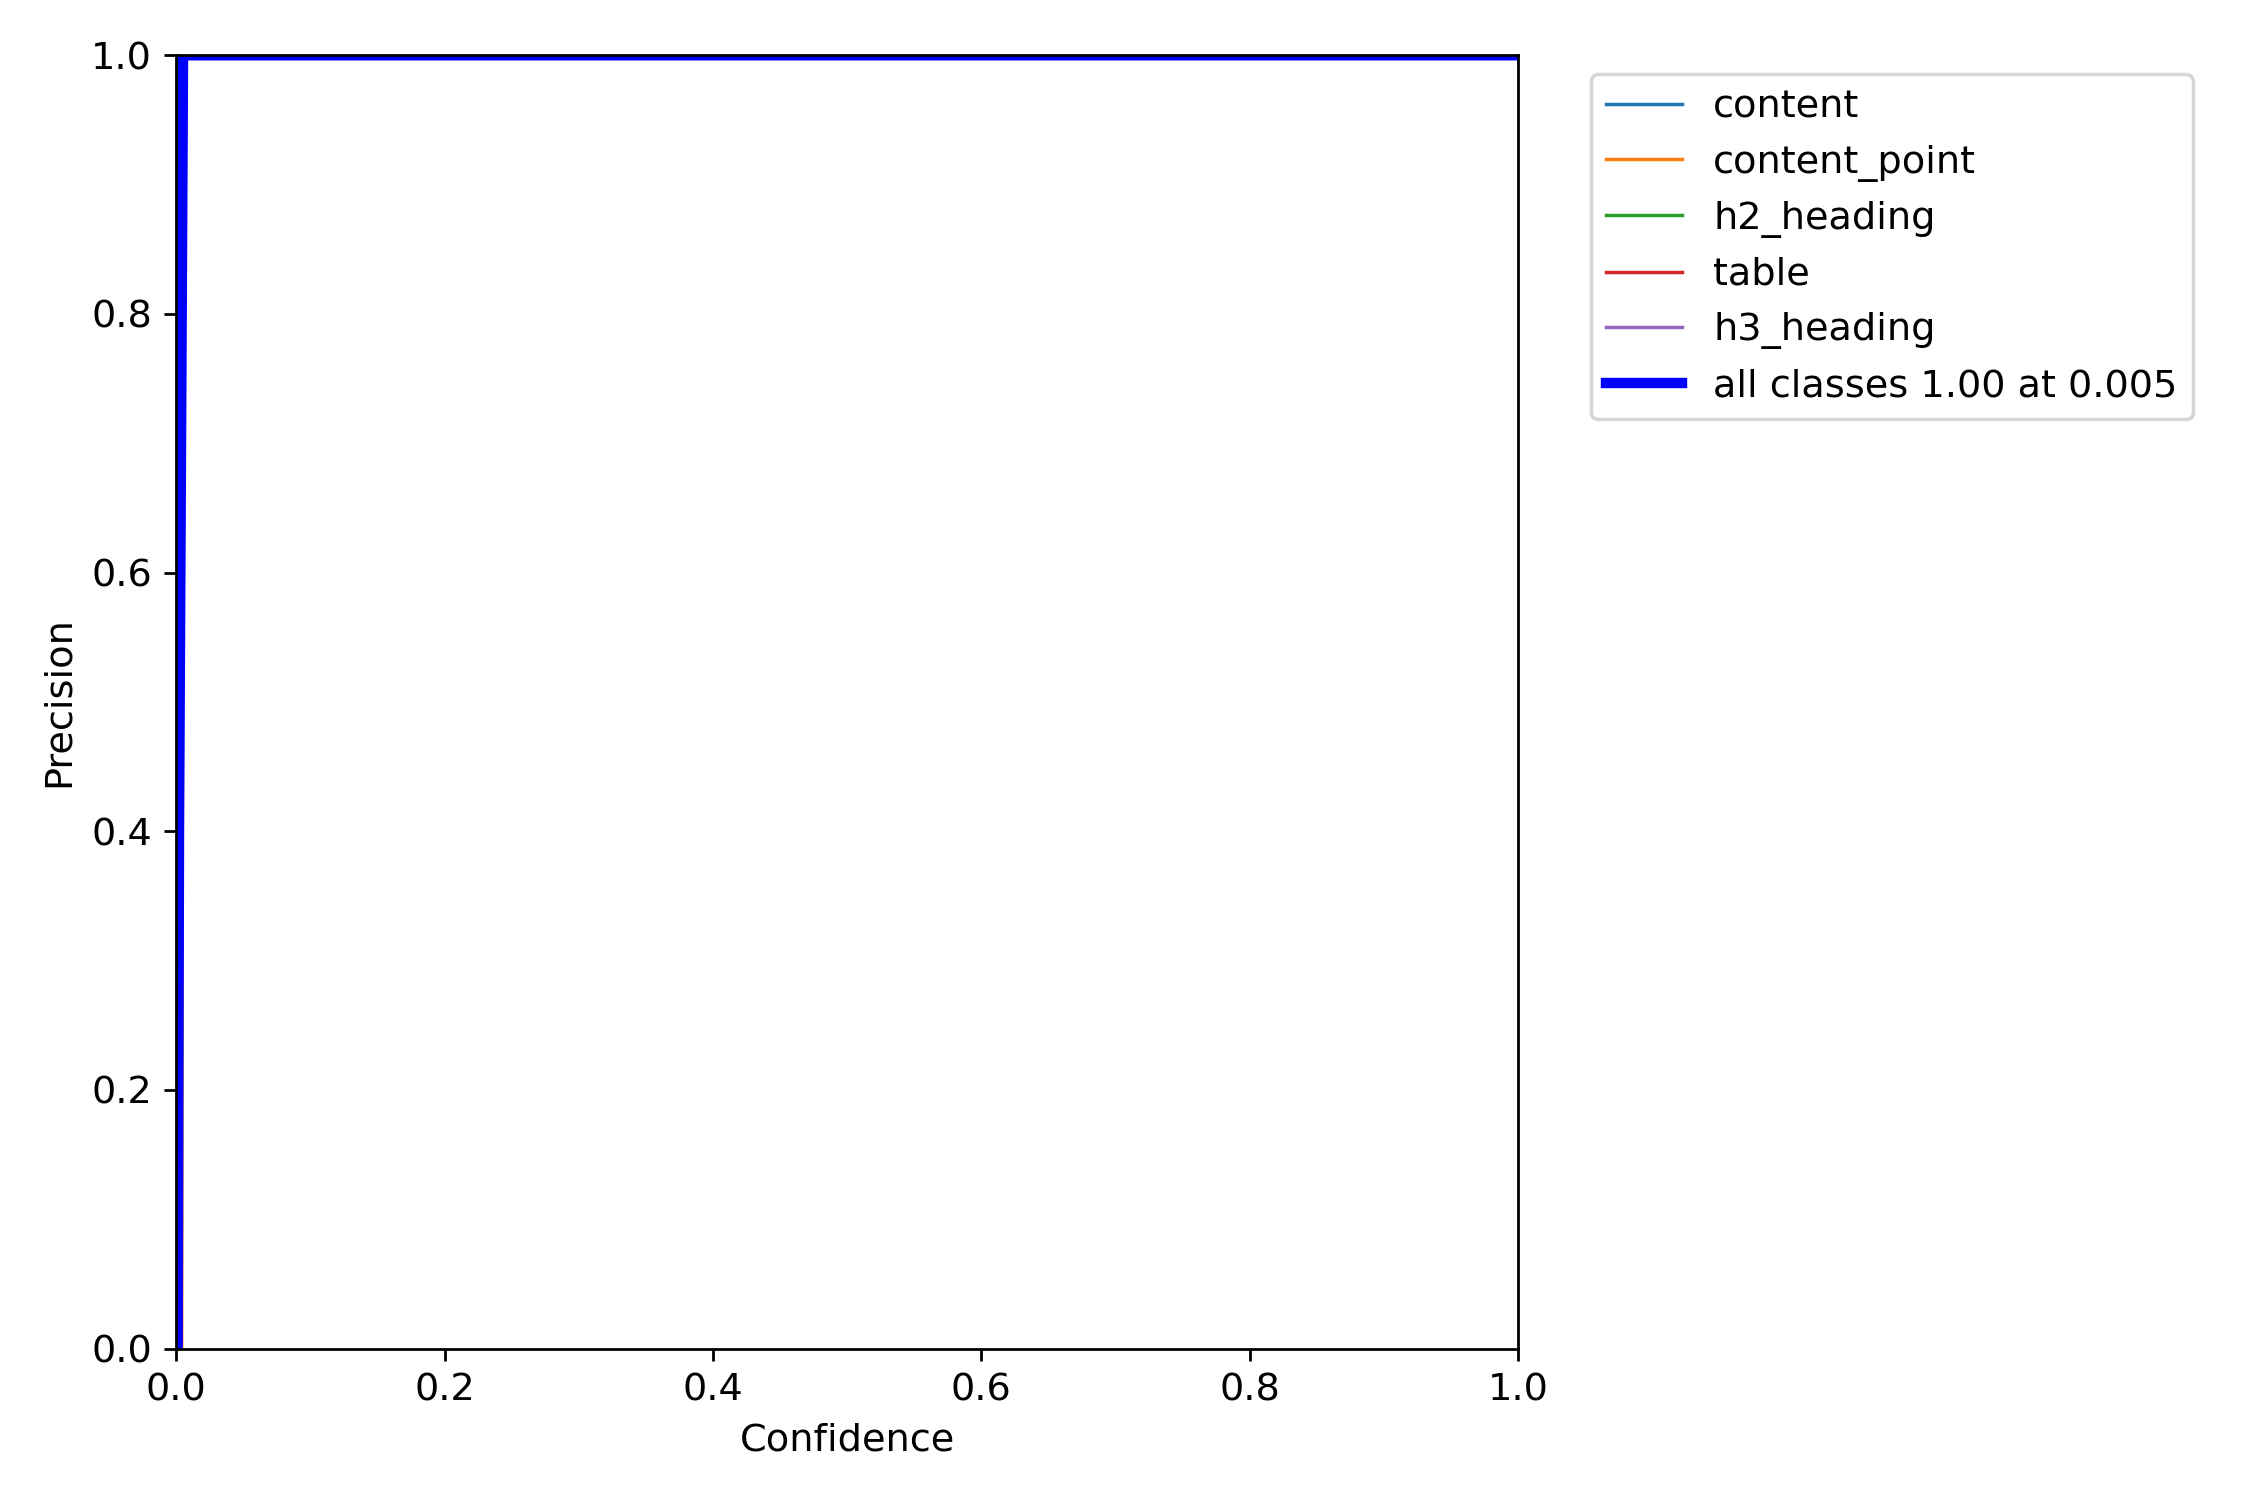 1.0
0.8
0.6
0.4
0.2
0.0
Precision
0.0 0.2 0.4 0.6 0.8 1.0
Confidence
content
content_point
h2_heading
table
h3_heading
all classes 1.00 at 0.005